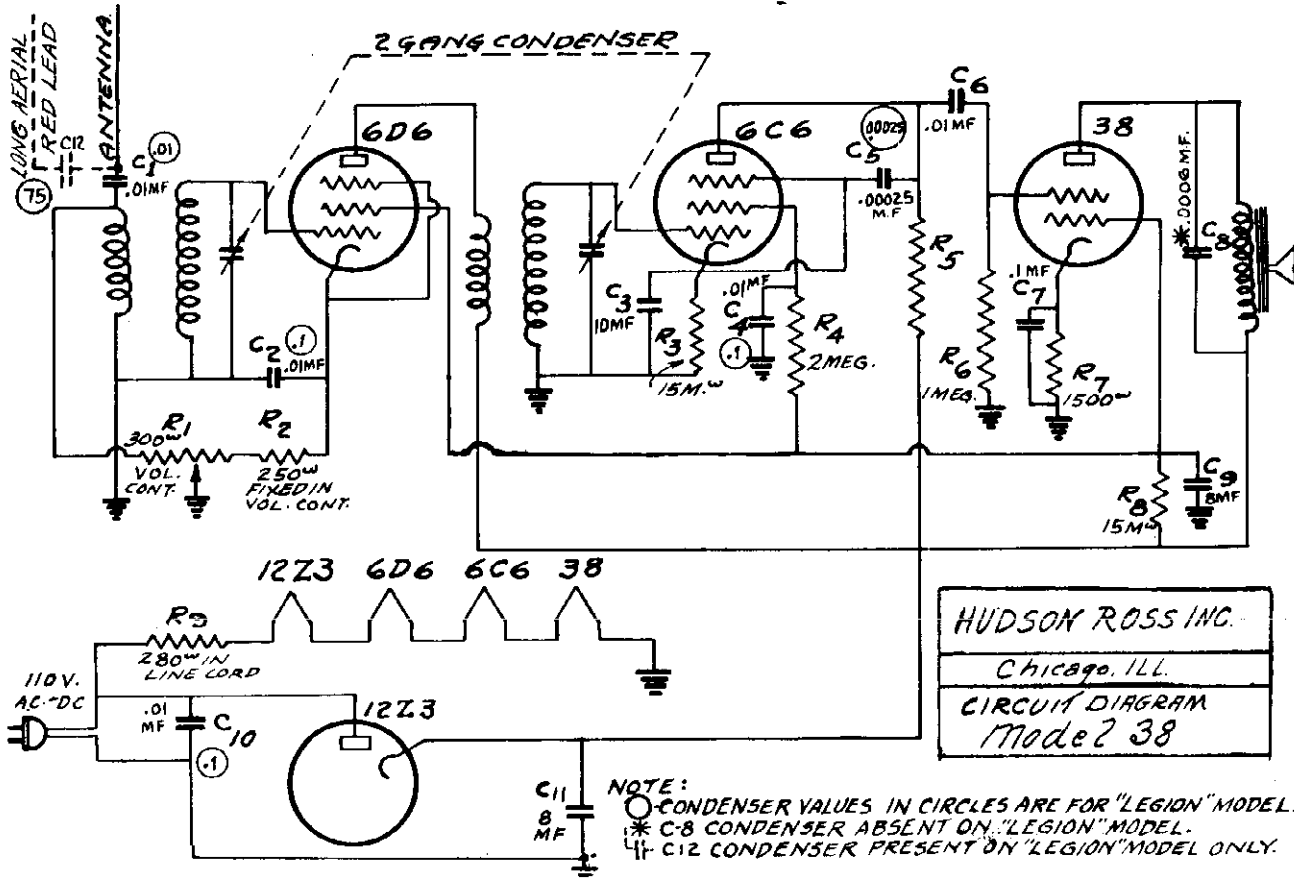 LONG AERIAL
RED LEAD
ANTENNA
C12
75
C1
.01
.01MF
2 GANG CONDENSER
6D6
6C6
38
C2
.1
.01MF
R1
300ω
VOL.
CONT.
R2
250ω
FIXED IN
VOL. CONT.
C3
10MF
R3
15M.ω
.01MF
C4
.1
R4
2MEG.
.00025
C5
.00025
M.F
R5
C6
.01MF
R6
1MEG.
.1MF
C7
R7
1500ω
*.0006 M.F.
C8
R8
15Mω
C9
8MF
12Z3 6D6 6C6 38
R9
280ω IN
LINE CORD
110V.
AC.-DC
.01
MF
C10
.1
12Z3
C11
8
MF
HUDSON ROSS INC.
Chicago, ILL.
CIRCUIT DIAGRAM
Model 38
NOTE:
CONDENSER VALUES IN CIRCLES ARE FOR "LEGION" MODEL.
* C-8 CONDENSER ABSENT ON "LEGION" MODEL.
C12 CONDENSER PRESENT ON "LEGION" MODEL ONLY.